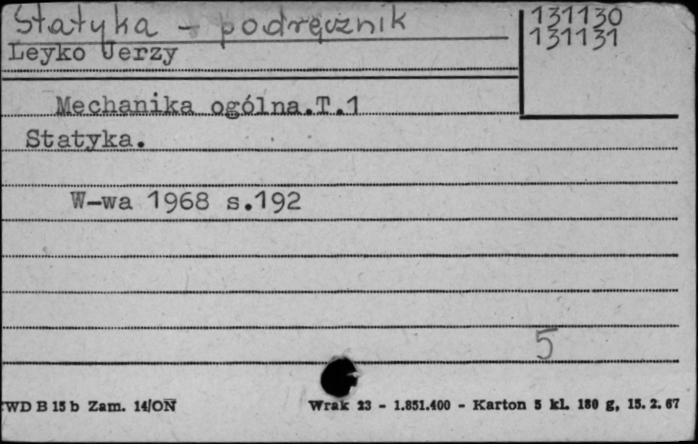 Statyka - podręcznik
131130
131131
Leyko Jerzy
Mechanika ogólna.T.1
Statyka.
W-wa 1968 s.192
5
WD B 15 b Zam. 14/ON Wrak 23 - 1.851.400 - Karton 5 kl. 180 g, 15. 2. 67